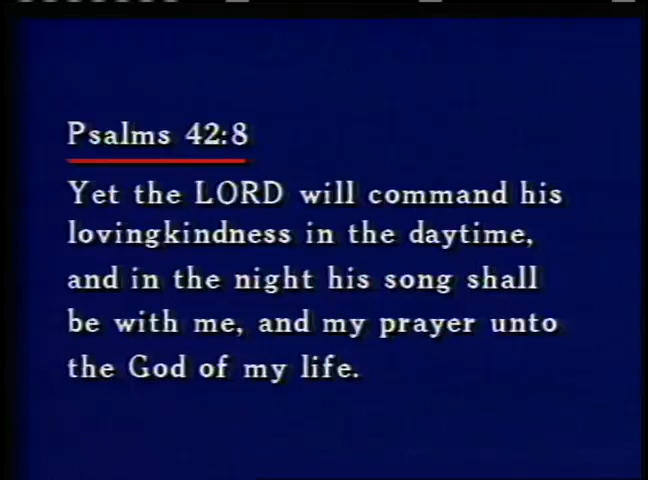 Psalms 42:8
Yet the LORD will command his
lovingkindness in the daytime,
and in the night his song shall
be with me, and my prayer unto
the God of my life.